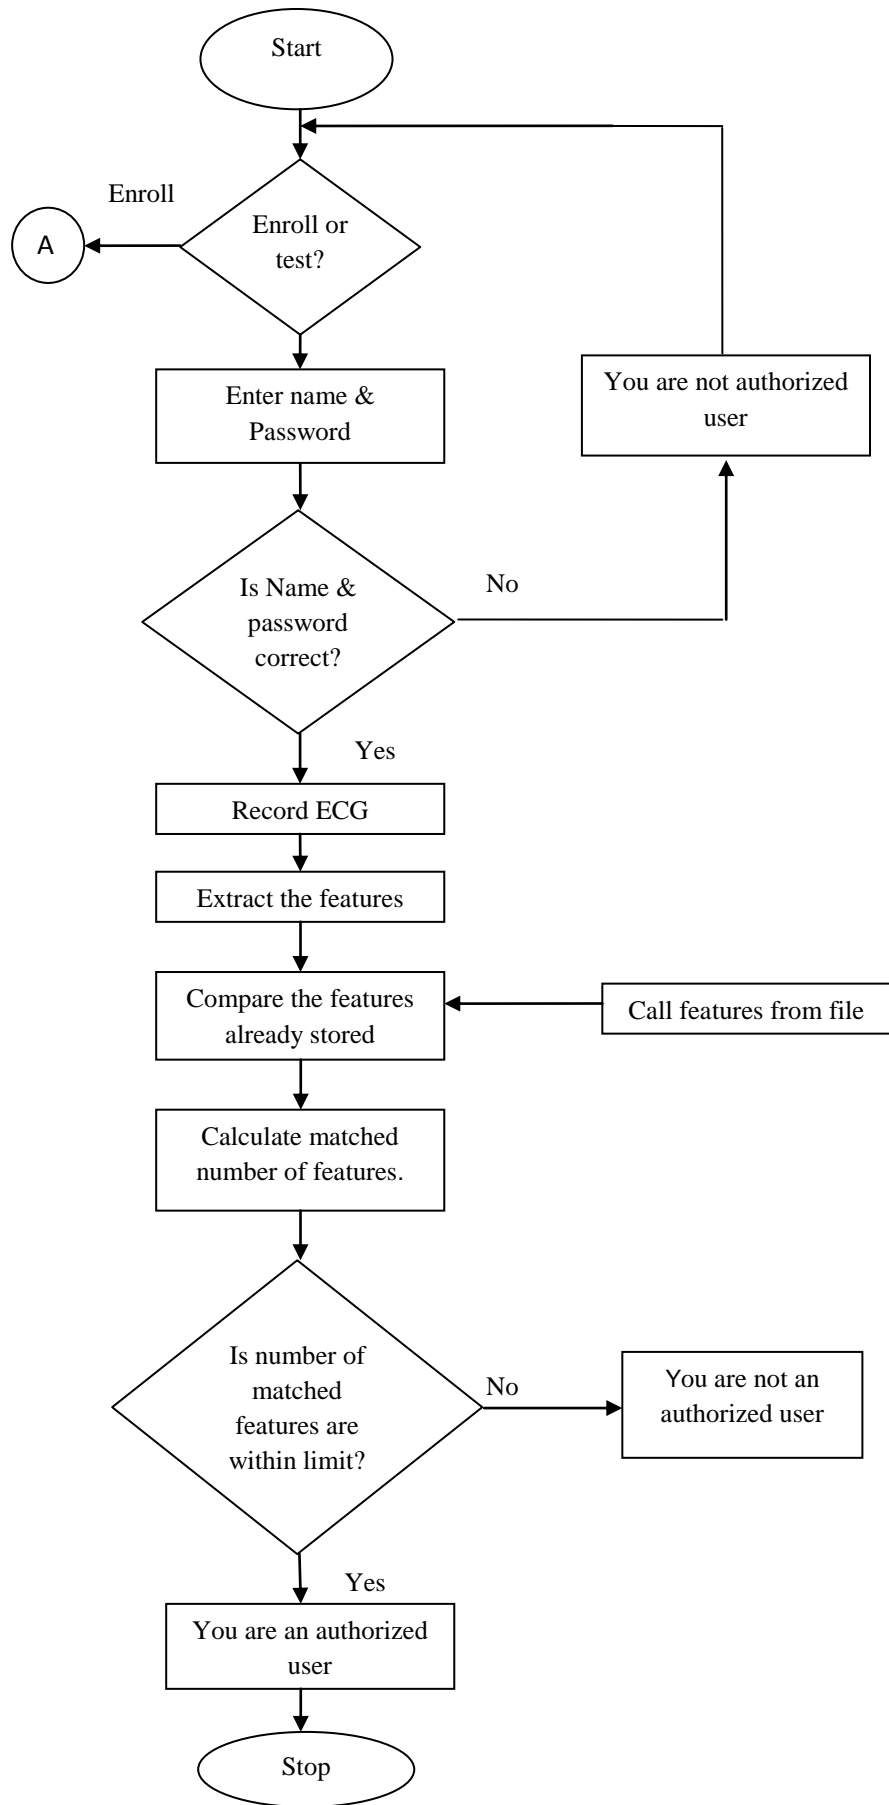 Start
Enroll
A
Enroll or
test?
Enter name &
Password
You are not authorized
user
Is Name &
password
correct?
No
Yes
Record ECG
Extract the features
Compare the features
already stored
Call features from file
Calculate matched
number of features.
Is number of
matched
features are
within limit?
No
You are not an
authorized user
Yes
You are an authorized
user
Stop